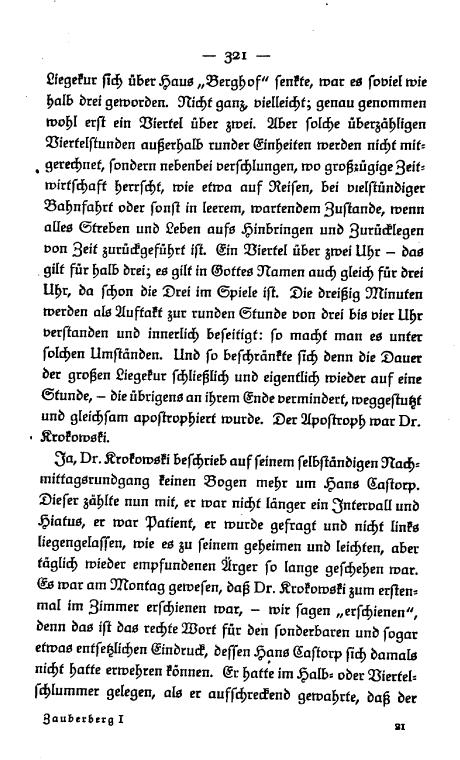 — 321 —
Liegekur sich über Haus „Berghof“ senkte, war es soviel wie
halb drei geworden. Nicht ganz, vielleicht; genau genommen
wohl erst ein Viertel über zwei. Aber solche überzähligen
Viertelstunden außerhalb runder Einheiten werden nicht mit-
gerechnet, sondern nebenbei verschlungen, wo großzügige Zeit-
wirtschaft herrscht, wie etwa auf Reisen, bei vielstündiger
Bahnfahrt oder sonst in leerem, wartendem Zustande, wenn
alles Streben und Leben aufs Hinbringen und Zurücklegen
von Zeit zurückgeführt ist. Ein Viertel über zwei Uhr – das
gilt für halb drei; es gilt in Gottes Namen auch gleich für drei
Uhr, da schon die Drei im Spiele ist. Die dreißig Minuten
werden als Auftakt zur runden Stunde von drei bis vier Uhr
verstanden und innerlich beseitigt: so macht man es unter
solchen Umständen. Und so beschränkte sich denn die Dauer
der großen Liegekur schließlich und eigentlich wieder auf eine
Stunde, – die übrigens an ihrem Ende vermindert, weggestutzt
und gleichsam apostrophiert wurde. Der Apostroph war Dr.
Krokowski.
Ja, Dr. Krokowski beschrieb auf seinem selbständigen Nach-
mittagsrundgang keinen Bogen mehr um Hans Castorp.
Dieser zählte nun mit, er war nicht länger ein Intervall und
Hiatus, er war Patient, er wurde gefragt und nicht links
liegengelassen, wie es zu seinem geheimen und leichten, aber
täglich wieder empfundenen Ärger so lange geschehen war.
Es war am Montag gewesen, daß Dr. Krokowski zum ersten-
mal im Zimmer erschienen war, – wir sagen „erschienen“,
denn das ist das rechte Wort für den sonderbaren und sogar
etwas entsetzlichen Eindruck, dessen Hans Castorp sich damals
nicht hatte erwehren können. Er hatte im Halb- oder Viertel-
schlummer gelegen, als er aufschreckend gewahrte, daß der
Zauberberg I
21